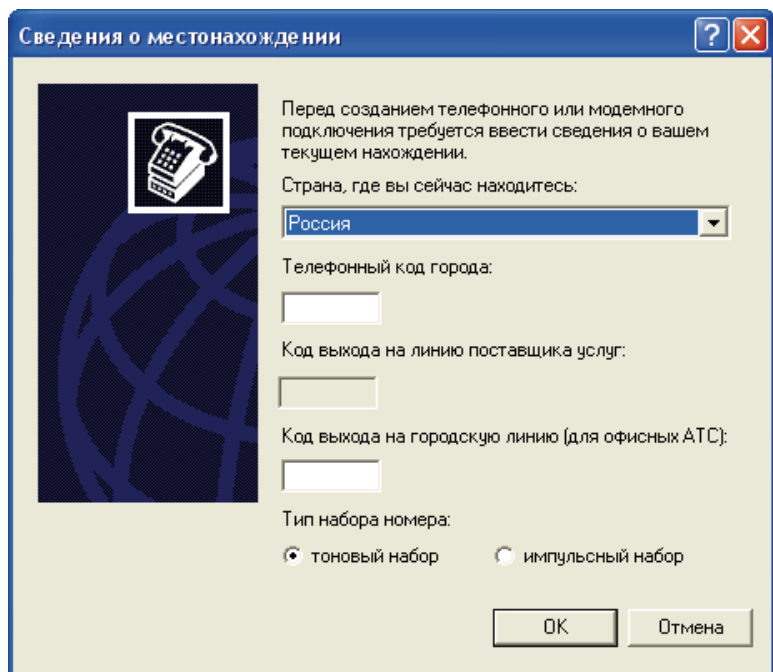 Сведения о местонахождении
Перед созданием телефонного или модемного
подключения требуется ввести сведения о вашем
текущем нахождении.
Страна, где вы сейчас находитесь:
Россия
Телефонный код города:
Код выхода на линию поставщика услуг:
Код выхода на городскую линию (для офисных АТС):
Тип набора номера:
тоновый набор импульсный набор
OK Отмена